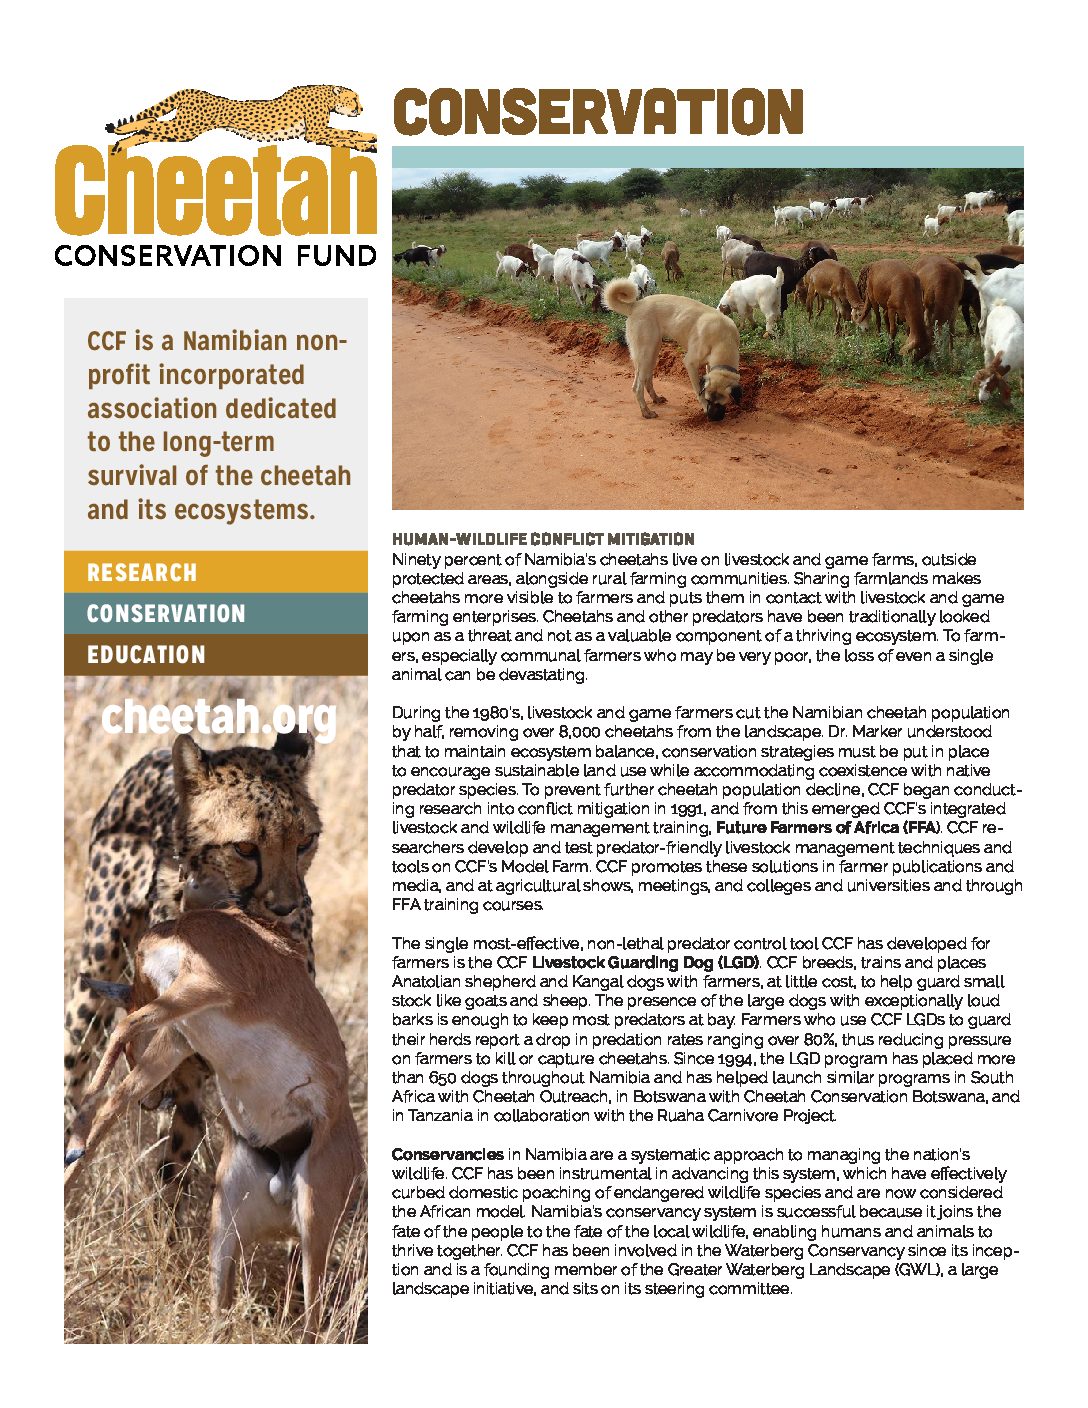 Cheetah
CONSERVATION FUND
CCF is a Namibian non-
profit incorporated
association dedicated
to the long-term
survival of the cheetah
and its ecosystems.
RESEARCH
CONSERVATION
EDUCATION
cheetah.org
CONSERVATION
HUMAN-WILDLIFE CONFLICT MITIGATION
Ninety percent of Namibia's cheetahs live on livestock and game farms, outside
protected areas, alongside rural farming communities. Sharing farmlands makes
cheetahs more visible to farmers and puts them in contact with livestock and game
farming enterprises. Cheetahs and other predators have been traditionally looked
upon as a threat and not as a valuable component of a thriving ecosystem. To farm-
ers, especially communal farmers who may be very poor, the loss of even a single
animal can be devastating.
During the 1980's, livestock and game farmers cut the Namibian cheetah population
by half, removing over 8,000 cheetahs from the landscape. Dr. Marker understood
that to maintain ecosystem balance, conservation strategies must be put in place
to encourage sustainable land use while accommodating coexistence with native
predator species. To prevent further cheetah population decline, CCF began conduct-
ing research into conflict mitigation in 1991, and from this emerged CCF's integrated
livestock and wildlife management training, Future Farmers of Africa (FFA). CCF re-
searchers develop and test predator-friendly livestock management techniques and
tools on CCF's Model Farm. CCF promotes these solutions in farmer publications and
media, and at agricultural shows, meetings, and colleges and universities and through
FFA training courses.
The single most-effective, non-lethal predator control tool CCF has developed for
farmers is the CCF Livestock Guarding Dog (LGD). CCF breeds, trains and places
Anatolian shepherd and Kangal dogs with farmers, at little cost, to help guard small
stock like goats and sheep. The presence of the large dogs with exceptionally loud
barks is enough to keep most predators at bay. Farmers who use CCF LGDs to guard
their herds report a drop in predation rates ranging over 80%, thus reducing pressure
on farmers to kill or capture cheetahs. Since 1994, the LGD program has placed more
than 650 dogs throughout Namibia and has helped launch similar programs in South
Africa with Cheetah Outreach, in Botswana with Cheetah Conservation Botswana, and
in Tanzania in collaboration with the Ruaha Carnivore Project.
Conservancies in Namibia are a systematic approach to managing the nation's
wildlife. CCF has been instrumental in advancing this system, which have effectively
curbed domestic poaching of endangered wildlife species and are now considered
the African model. Namibia's conservancy system is successful because it joins the
fate of the people to the fate of the local wildlife, enabling humans and animals to
thrive together. CCF has been involved in the Waterberg Conservancy since its incep-
tion and is a founding member of the Greater Waterberg Landscape (GWL), a large
landscape initiative, and sits on its steering committee.